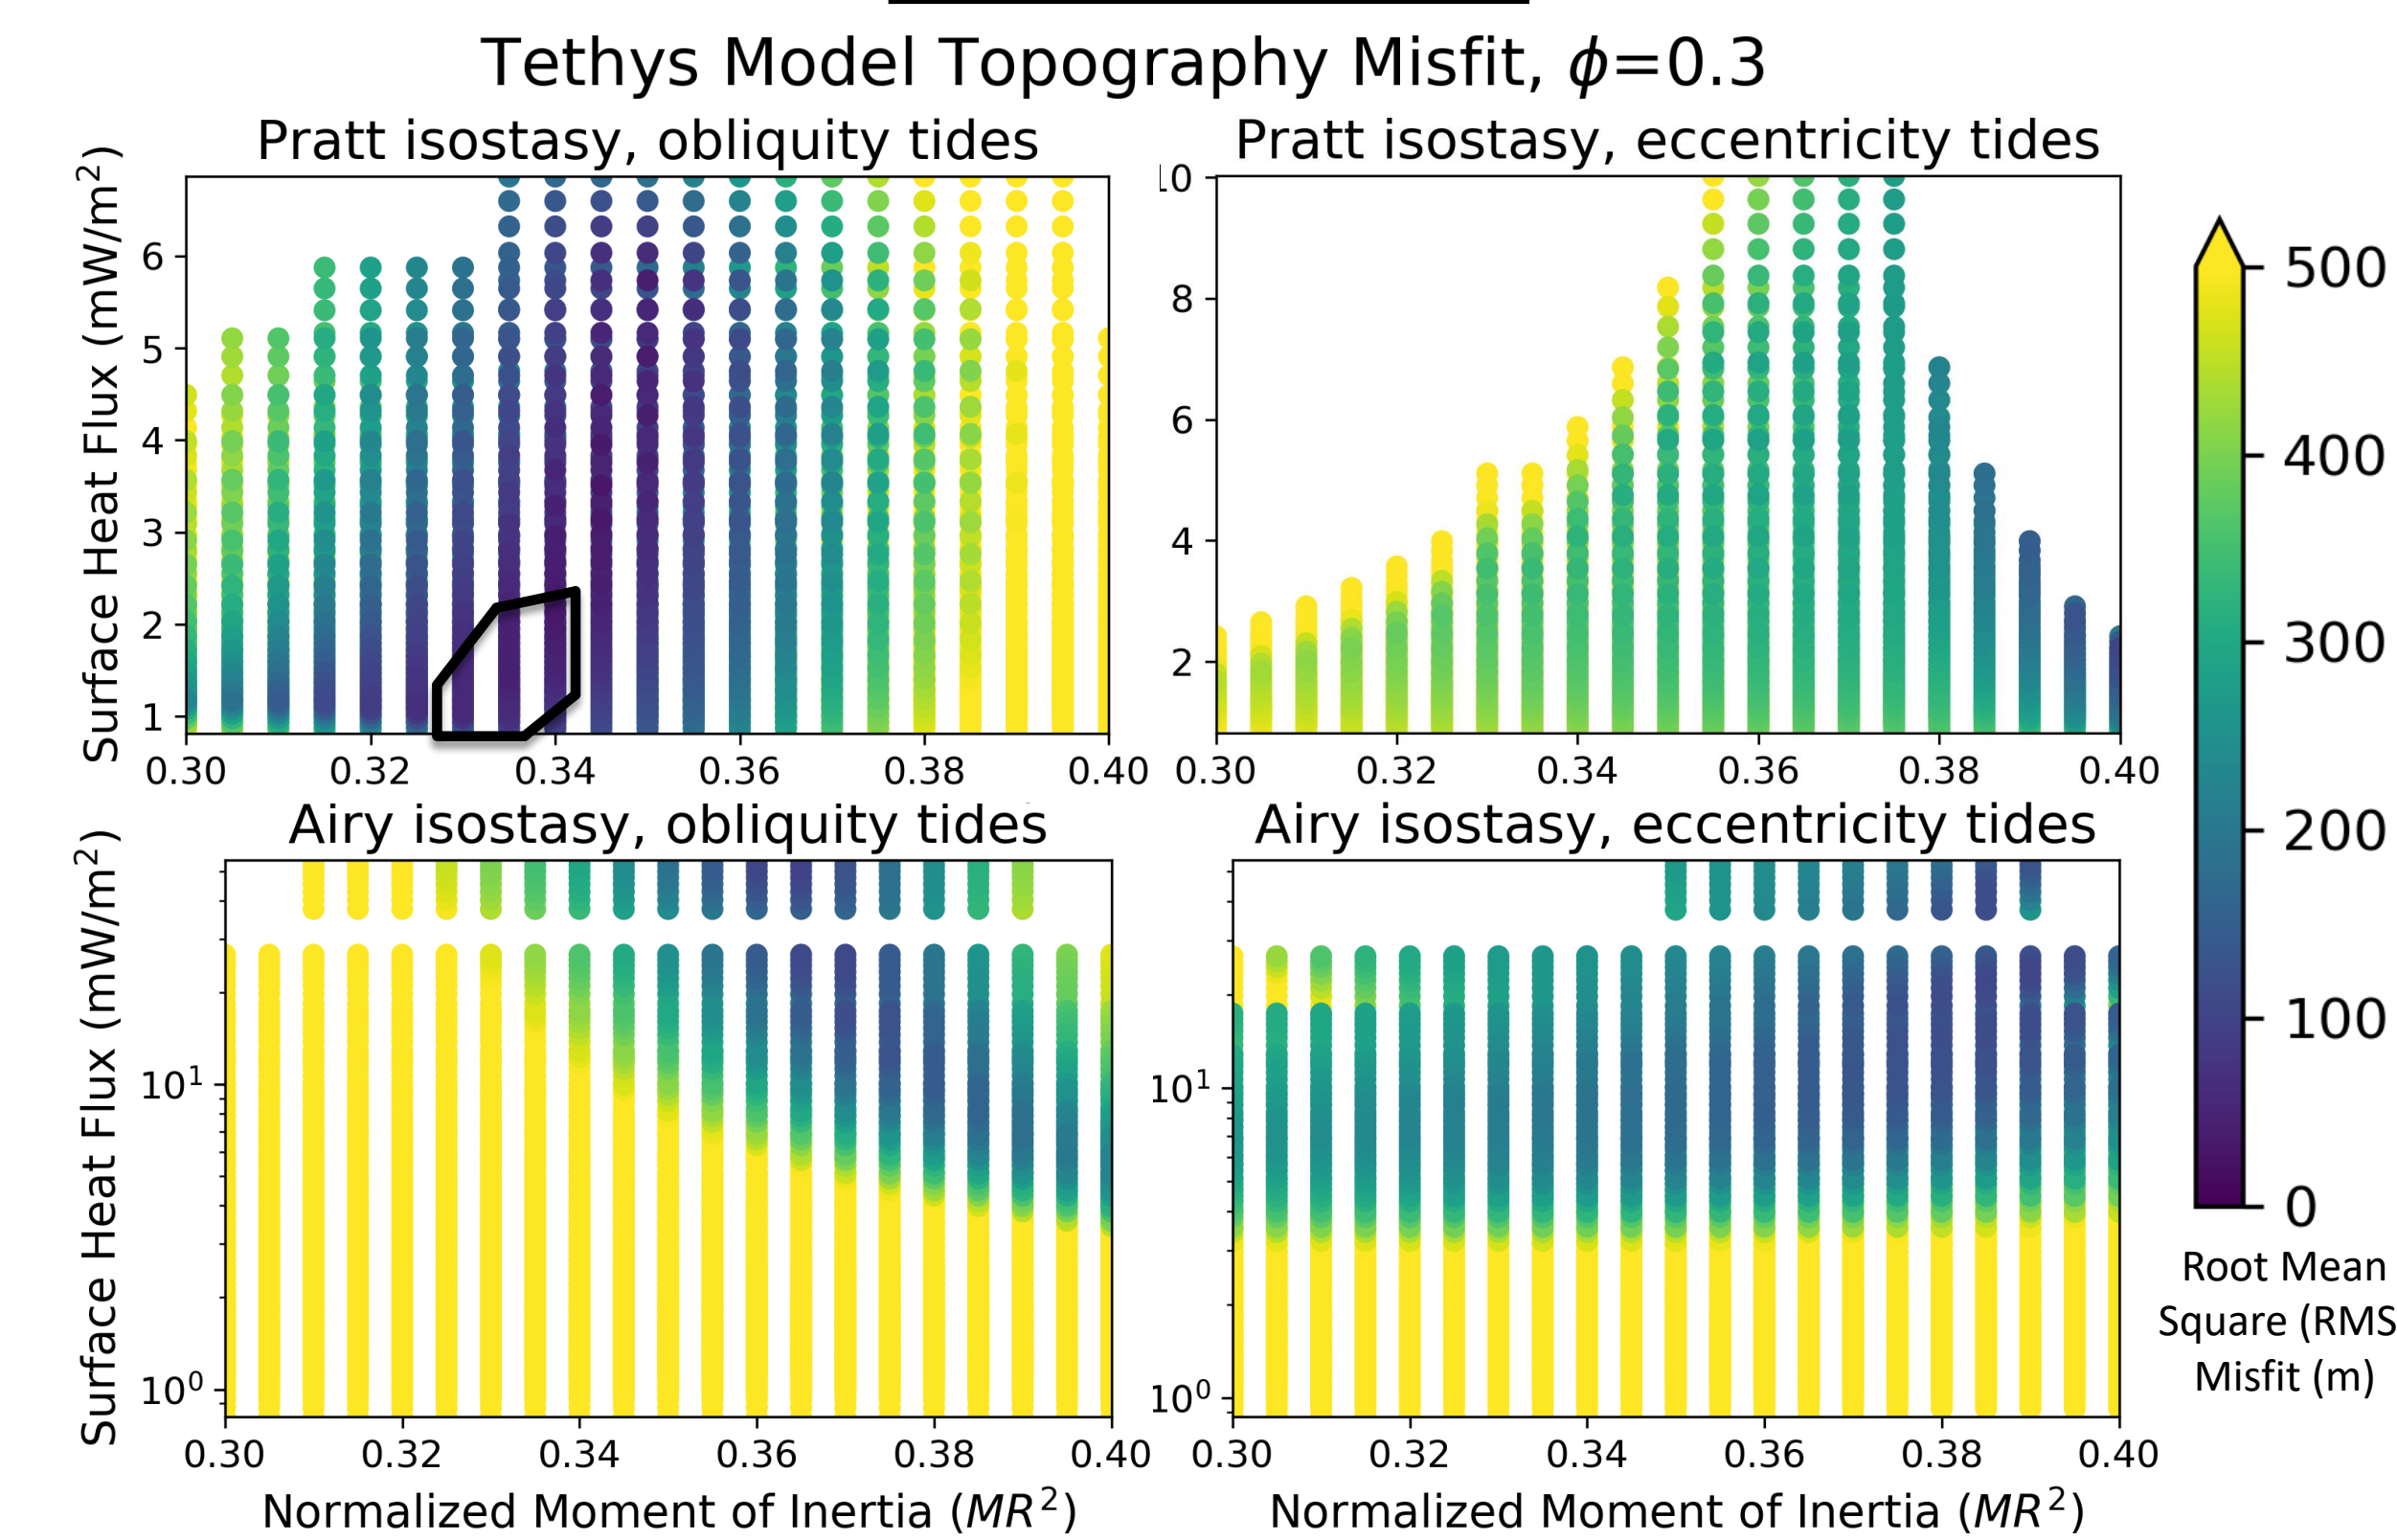 Tethys Model Topography Misfit, ϕ=0.3
Pratt isostasy, obliquity tides
Surface Heat Flux (mW/m²)
6
5
4
3
2
1
0.30 0.32 0.34 0.36 0.38 0.40
Pratt isostasy, eccentricity tides
10
8
6
4
2
0.30 0.32 0.34 0.36 0.38 0.40
Airy isostasy, obliquity tides
Surface Heat Flux (mW/m²)
10¹
10⁰
0.30 0.32 0.34 0.36 0.38 0.40
Normalized Moment of Inertia (MR²)
Airy isostasy, eccentricity tides
10¹
10⁰
0.30 0.32 0.34 0.36 0.38 0.40
Normalized Moment of Inertia (MR²)
500
400
300
200
100
0
Root Mean
Square (RMS
Misfit (m)